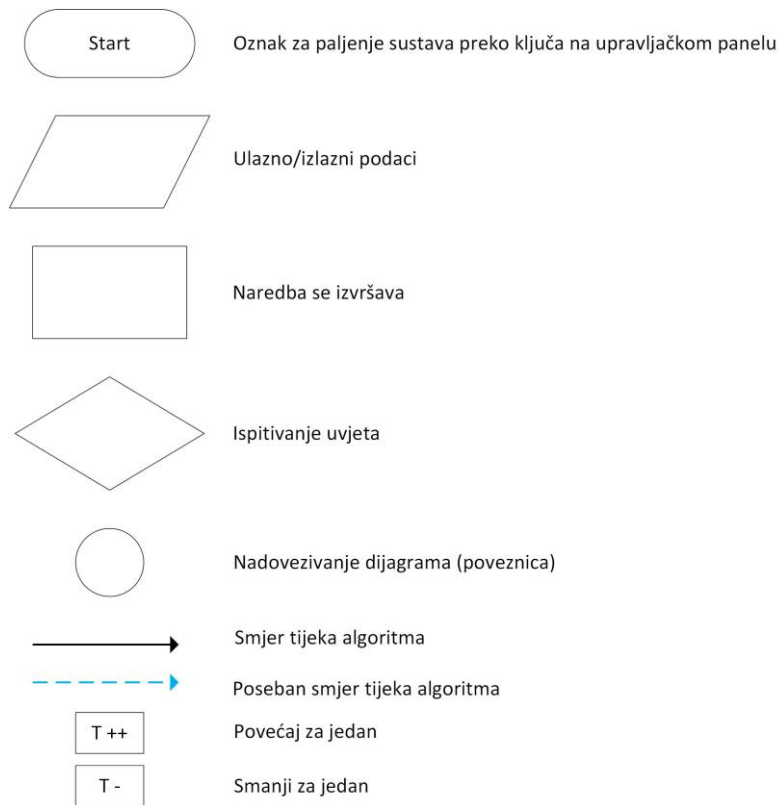 Start Oznak za paljenje sustava preko ključa na upravljačkom panelu
Ulazno/izlazni podaci
Naredba se izvršava
Ispitivanje uvjeta
Nadovezivanje dijagrama (poveznica)
Smjer tijeka algoritma
Poseban smjer tijeka algoritma
T ++ Povećaj za jedan
T - Smanji za jedan